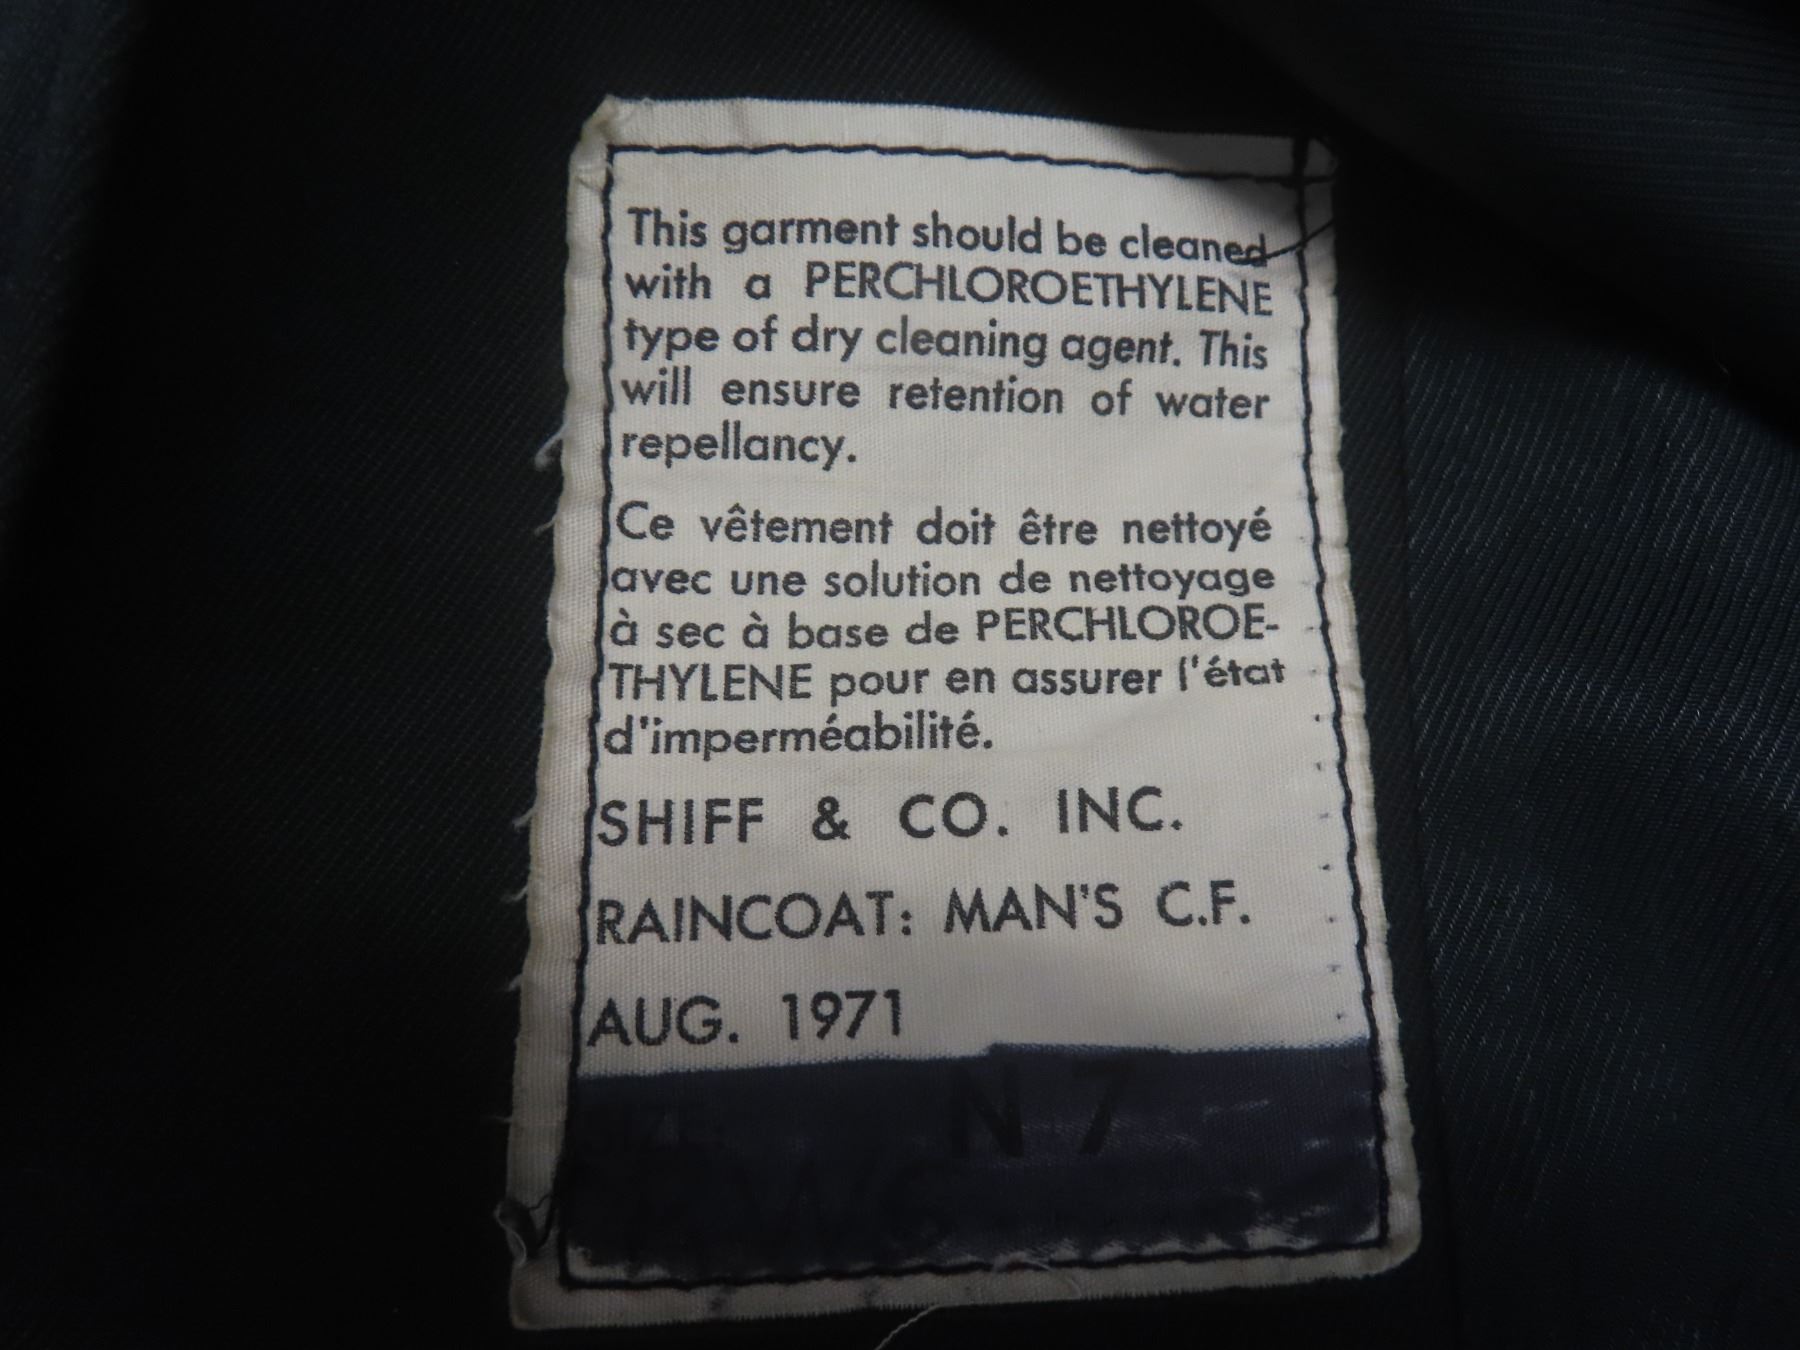 This garment should be cleaned
with a PERCHLOROETHYLENE
type of dry cleaning agent. This
will ensure retention of water
repellancy.
Ce vêtement doit être nettoyé
avec une solution de nettoyage
à sec à base de PERCHLOROE-
THYLENE pour en assurer l'état
d'imperméabilité.
SHIFF & CO. INC.
RAINCOAT: MAN'S C.F.
AUG. 1971
SIZE: N 7